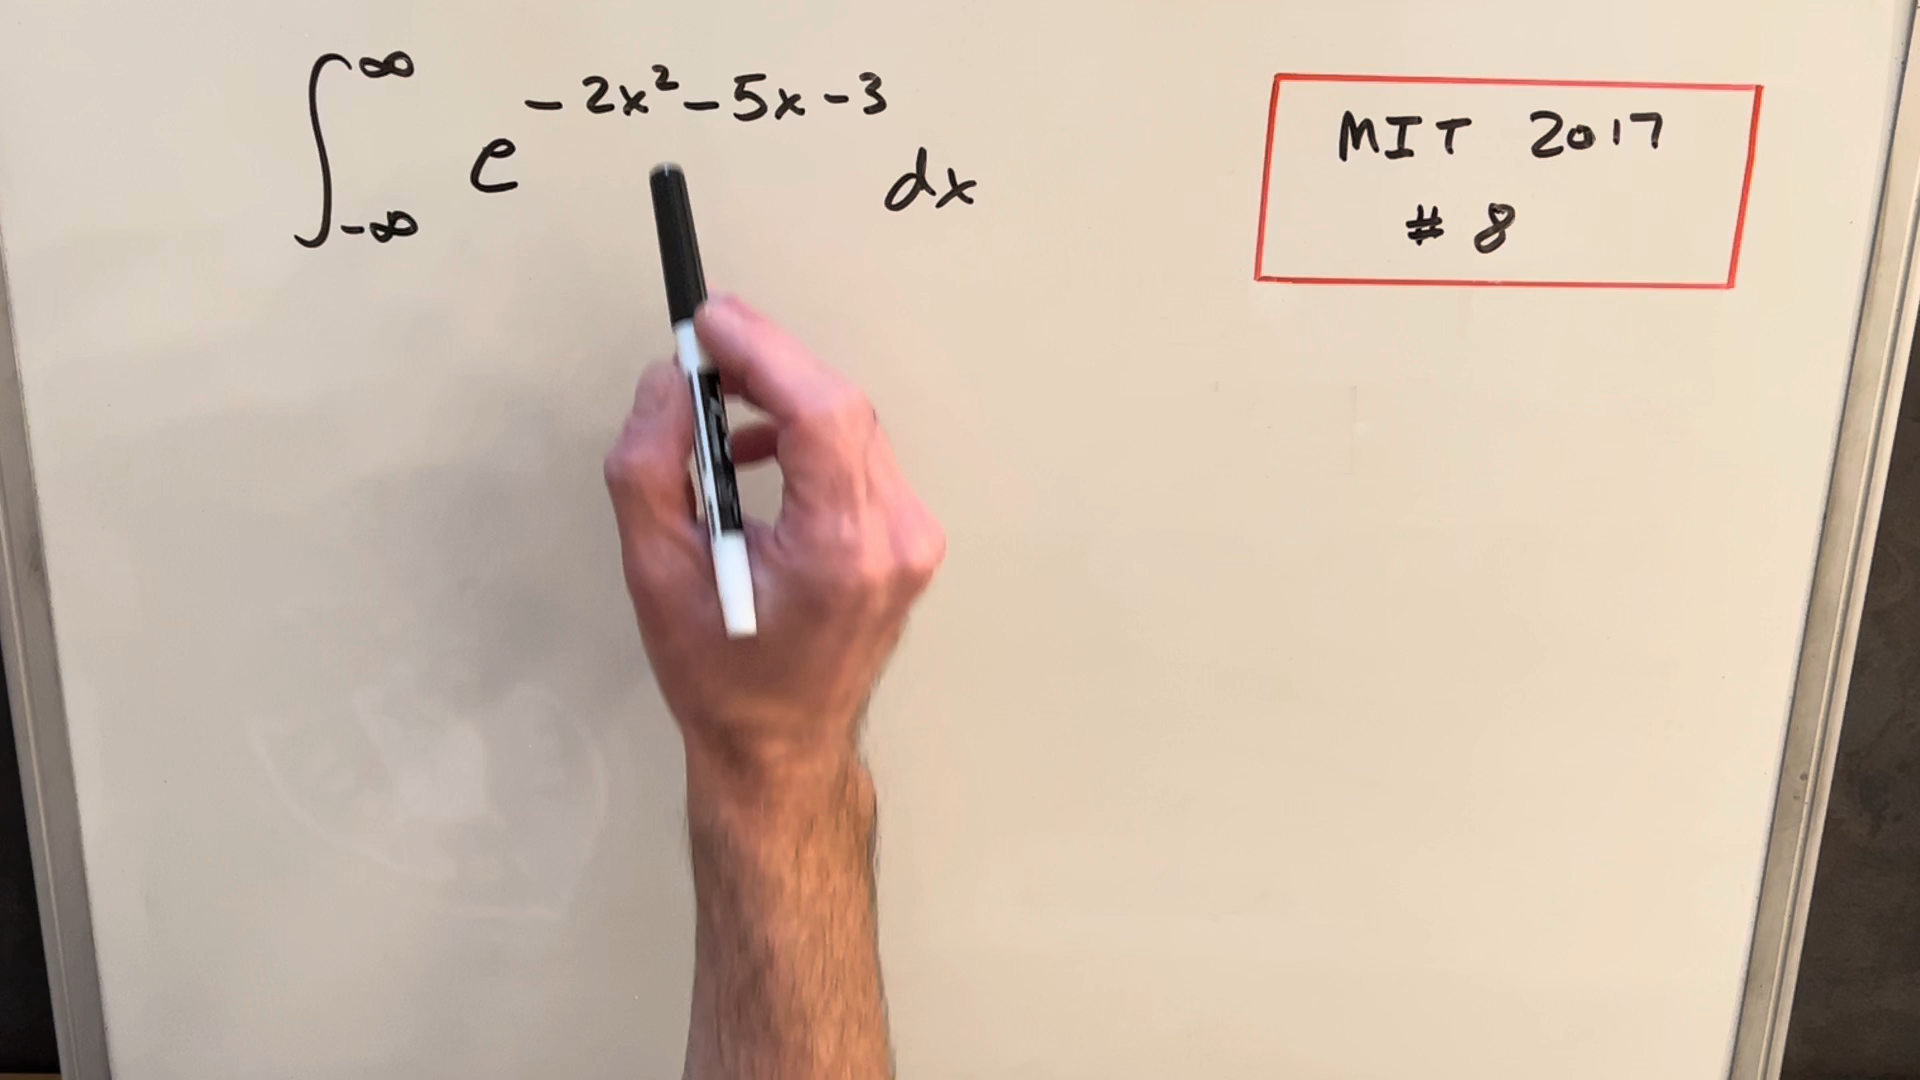 ∫_{-∞}^{∞} e^{-2x²-5x-3} dx
MIT 2017
# 8